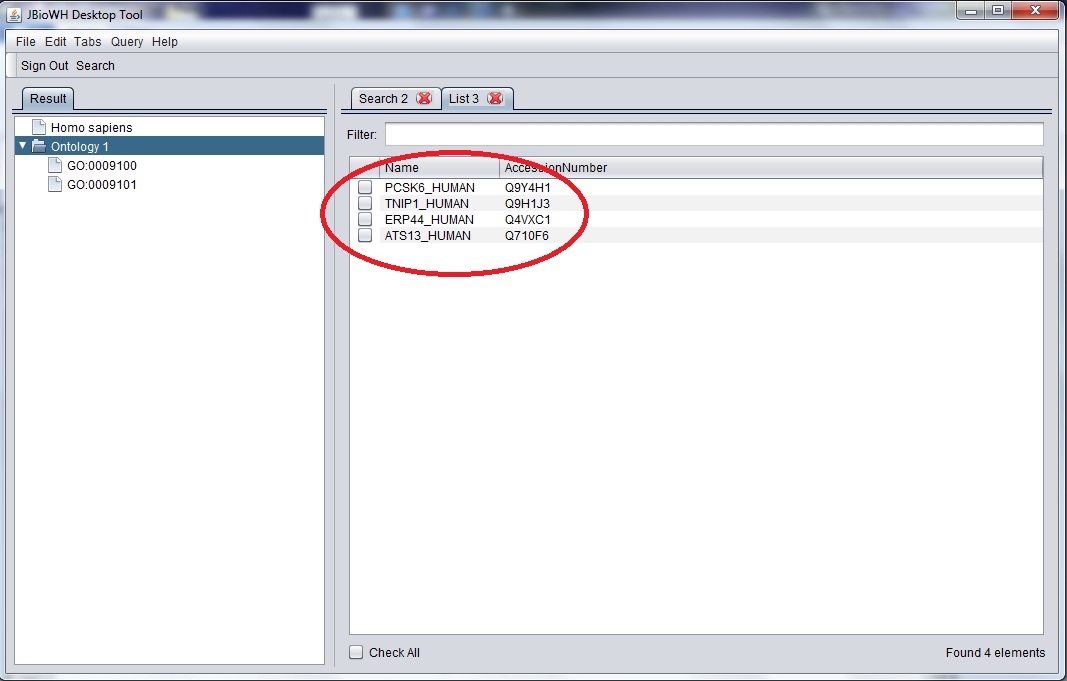 JBioWH Desktop Tool
File Edit Tabs Query Help
Sign Out Search
Result
Homo sapiens
Ontology 1
GO:0009100
GO:0009101
Search 2 List 3
Filter:
Name AccessionNumber
PCSK6_HUMAN Q9Y4H1
TNIP1_HUMAN Q9H1J3
ERP44_HUMAN Q4VXC1
ATS13_HUMAN Q710F6
Check All Found 4 elements